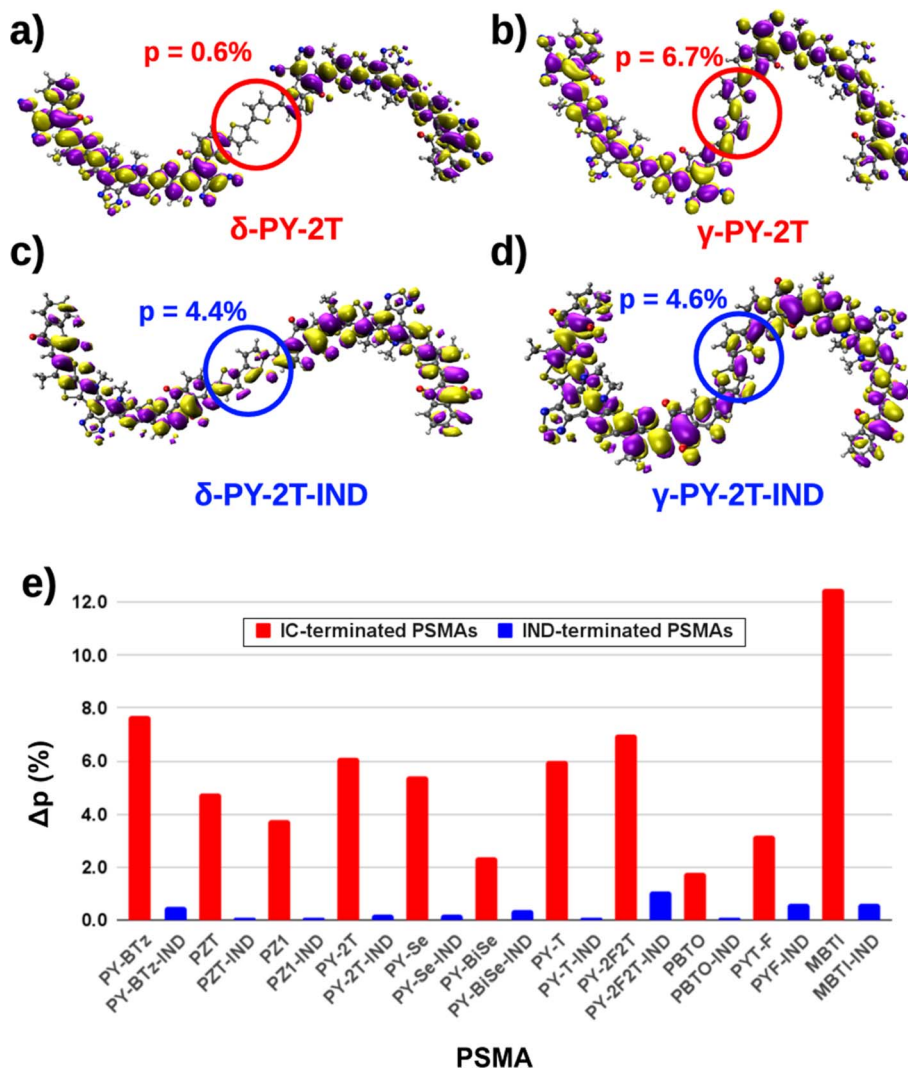 a)
p = 0.6%
δ-PY-2T
b)
p = 6.7%
γ-PY-2T
c)
p = 4.4%
δ-PY-2T-IND
d)
p = 4.6%
γ-PY-2T-IND
e)
IC-terminated PSMAs IND-terminated PSMAs
Δp (%)
12.0
10.0
8.0
6.0
4.0
2.0
0.0
PY-BTz
PY-BTz-IND
PZT
PZT-IND
PZ1
PZ1-IND
PY-2T
PY-2T-IND
PY-Se
PY-Se-IND
PY-BiSe
PY-BiSe-IND
PY-T
PY-T-IND
PY-2F2T
PY-2F2T-IND
PBTO
PBTO-IND
PYT-F
PYF-IND
MBTI
MBTI-IND
PSMA